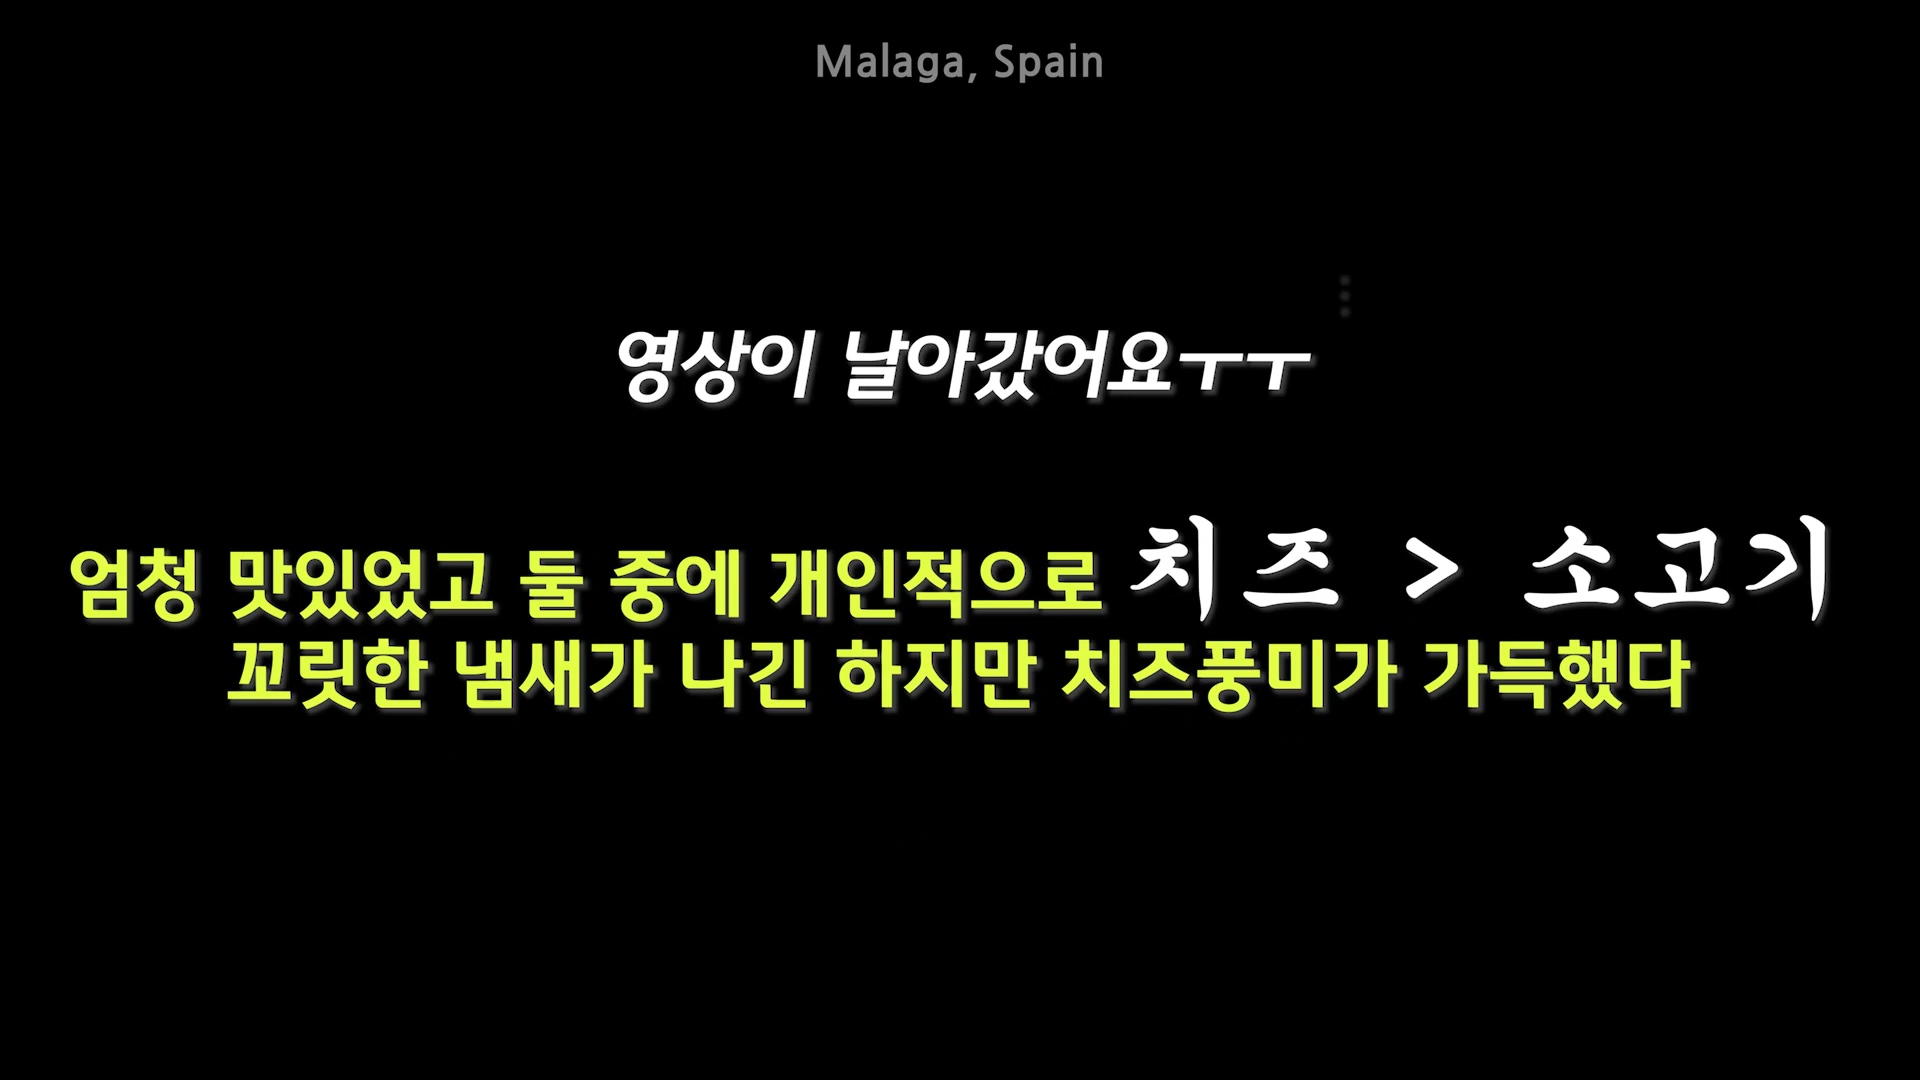 Malaga, Spain
영상이 날아갔어요ㅜㅜ
엄청 맛있었고 둘 중에 개인적으로 치즈 > 소고기
꼬릿한 냄새가 나긴 하지만 치즈풍미가 가득했다